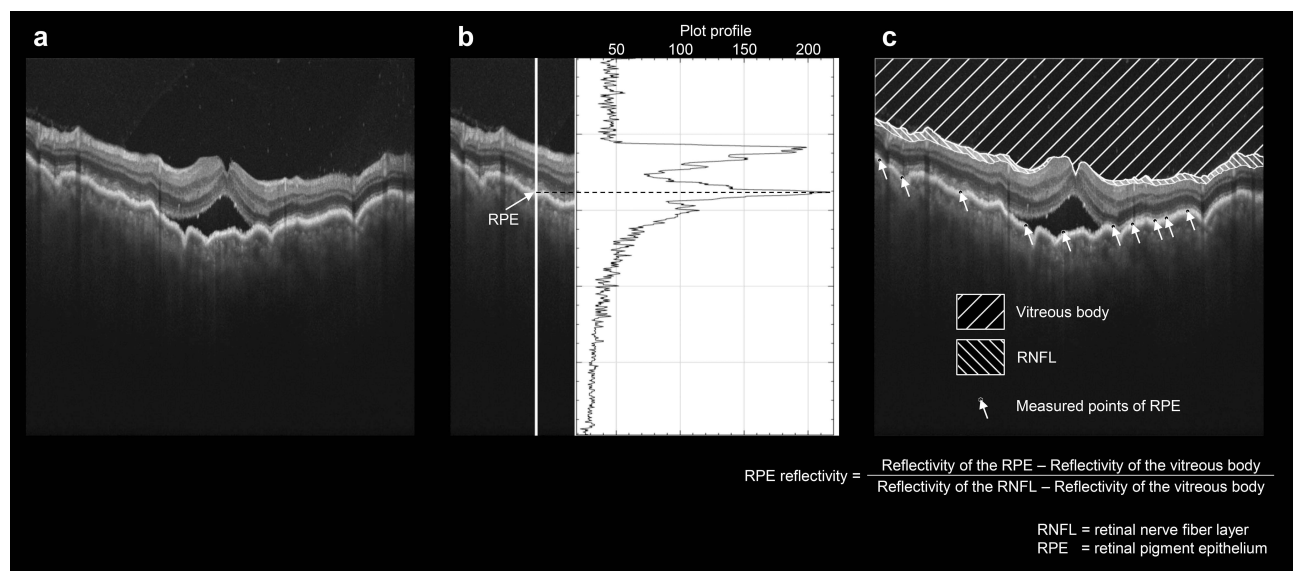 a
b
Plot profile
50 100 150 200
c
RPE
Vitreous body
RNFL
Measured points of RPE
RPE reflectivity =
Reflectivity of the RPE – Reflectivity of the vitreous body
Reflectivity of the RNFL – Reflectivity of the vitreous body
RNFL = retinal nerve fiber layer
RPE = retinal pigment epithelium